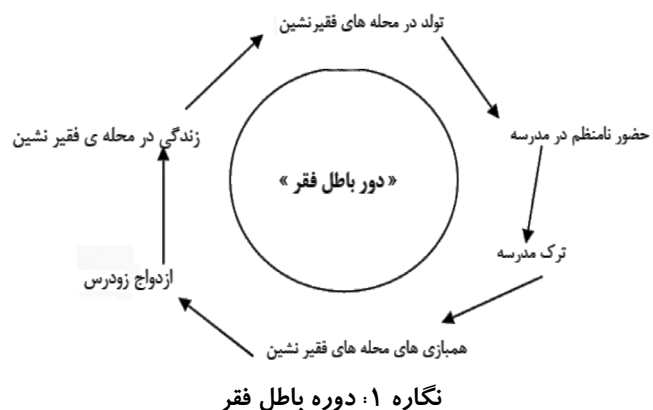 تولد در محله های فقیرنشین
حضور نامنظم در مدرسه
ترک مدرسه
همبازی های محله های فقیر نشین
ازدواج زودرس
زندگی در محله ی فقیر نشین
« دور باطل فقر »
نگاره ۱: دوره باطل فقر